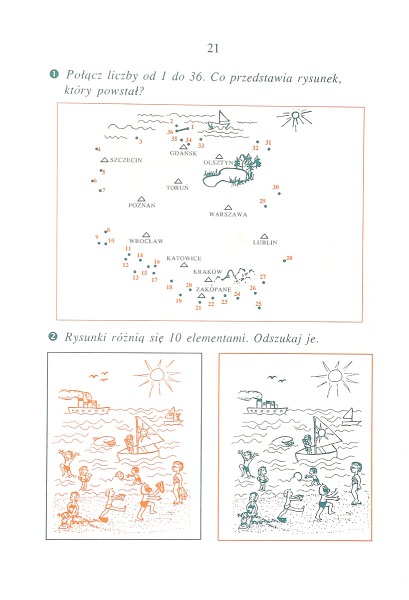 21
❶ Połącz liczby od 1 do 36. Co przedstawia rysunek,
który powstał?
2
1
36
3
35
34
33
32
31
GDAŃSK
4
SZCZECIN
OLSZTYN
5
6
7
TORUŃ
30
POZNAŃ
29
WARSZAWA
8
9
10
WROCŁAW
LUBLIN
11
14
KATOWICE
28
12
16
13
15
17
KRAKÓW
27
18
20
ZAKOPANE
26
19
24
21
22
23
25
❷ Rysunki różnią się 10 elementami. Odszukaj je.